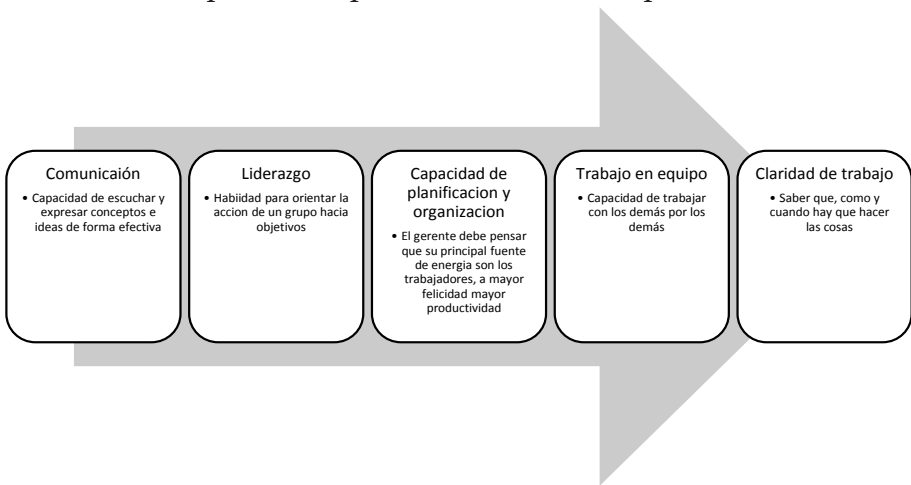 Comunicaión
• Capacidad de escuchar y
expresar conceptos e
ideas de forma efectiva
Liderazgo
• Habiidad para orientar la
accion de un grupo hacia
objetivos
Capacidad de
planificacion y
organizacion
• El gerente debe pensar
que su principal fuente
de energia son los
trabajadores, a mayor
felicidad mayor
productividad
Trabajo en equipo
• Capacidad de trabajar
con los demás por los
demás
Claridad de trabajo
• Saber que, como y
cuando hay que hacer
las cosas